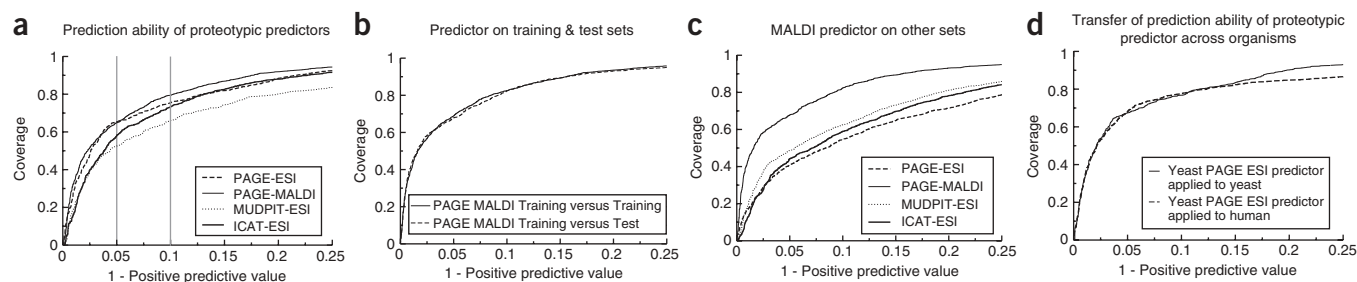 a
Prediction ability of proteotypic predictors
1.0
0.8
0.6
0.4
0.2
0
Coverage
PAGE-ESI
PAGE-MALDI
MUDPIT-ESI
ICAT-ESI
0 0.05 0.1 0.15 0.20 0.25
1 - Positive predictive value
b
Predictor on training & test sets
1.0
0.8
0.6
0.4
0.2
0
Coverage
PAGE MALDI Training versus Training
PAGE MALDI Training versus Test
0 0.05 0.1 0.15 0.20 0.25
1 - Positive predictive value
c
MALDI predictor on other sets
1.0
0.8
0.6
0.4
0.2
0
Coverage
PAGE-ESI
PAGE-MALDI
MUDPIT-ESI
ICAT-ESI
0 0.05 0.1 0.15 0.20 0.25
1 - Positive predictive value
d
Transfer of prediction ability of proteotypic
predictor across organisms
1.0
0.8
0.6
0.4
0.2
0
Coverage
Yeast PAGE ESI predictor
applied to yeast
Yeast PAGE ESI predictor
applied to human
0 0.05 0.1 0.15 0.20 0.25
1 - Positive predictive value